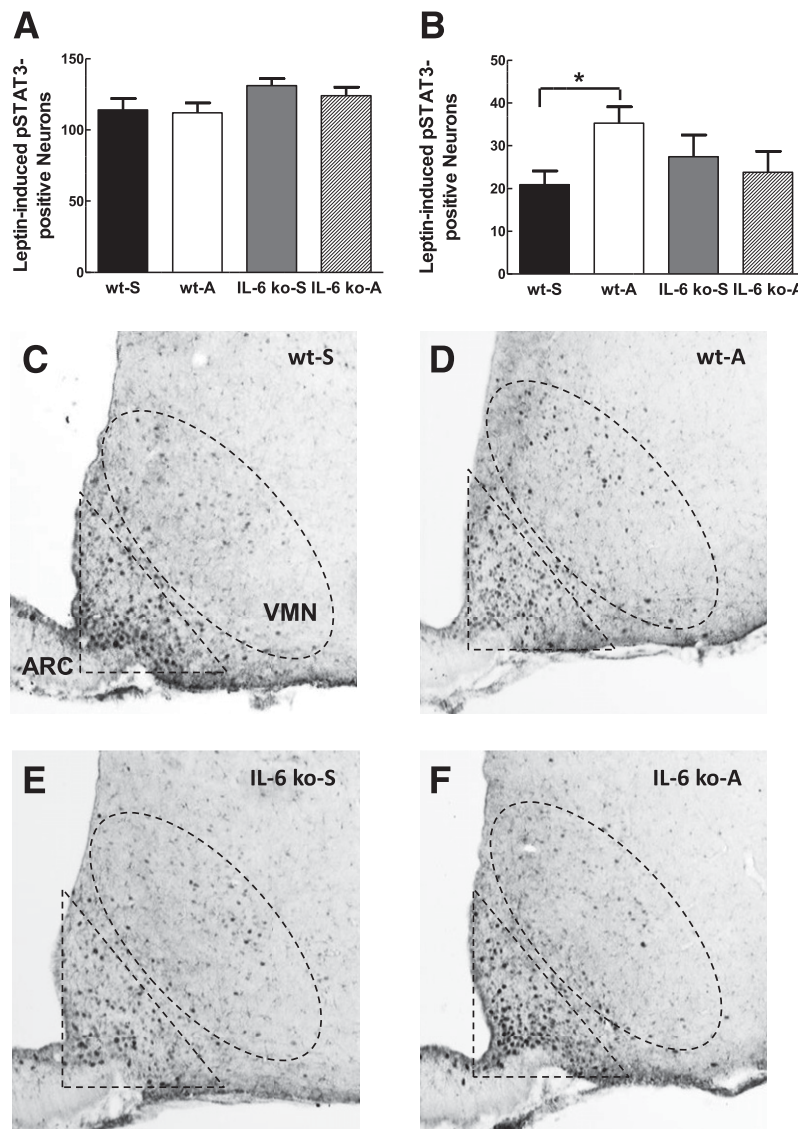 A
Leptin-induced pSTAT3-
positive Neurons
150
100
50
0
wt-S wt-A IL-6 ko-S IL-6 ko-A
B
Leptin-induced pSTAT3-
positive Neurons
50
40
30
20
10
0
*
wt-S wt-A IL-6 ko-S IL-6 ko-A
C
wt-S
VMN
ARC
D
wt-A
E
IL-6 ko-S
F
IL-6 ko-A